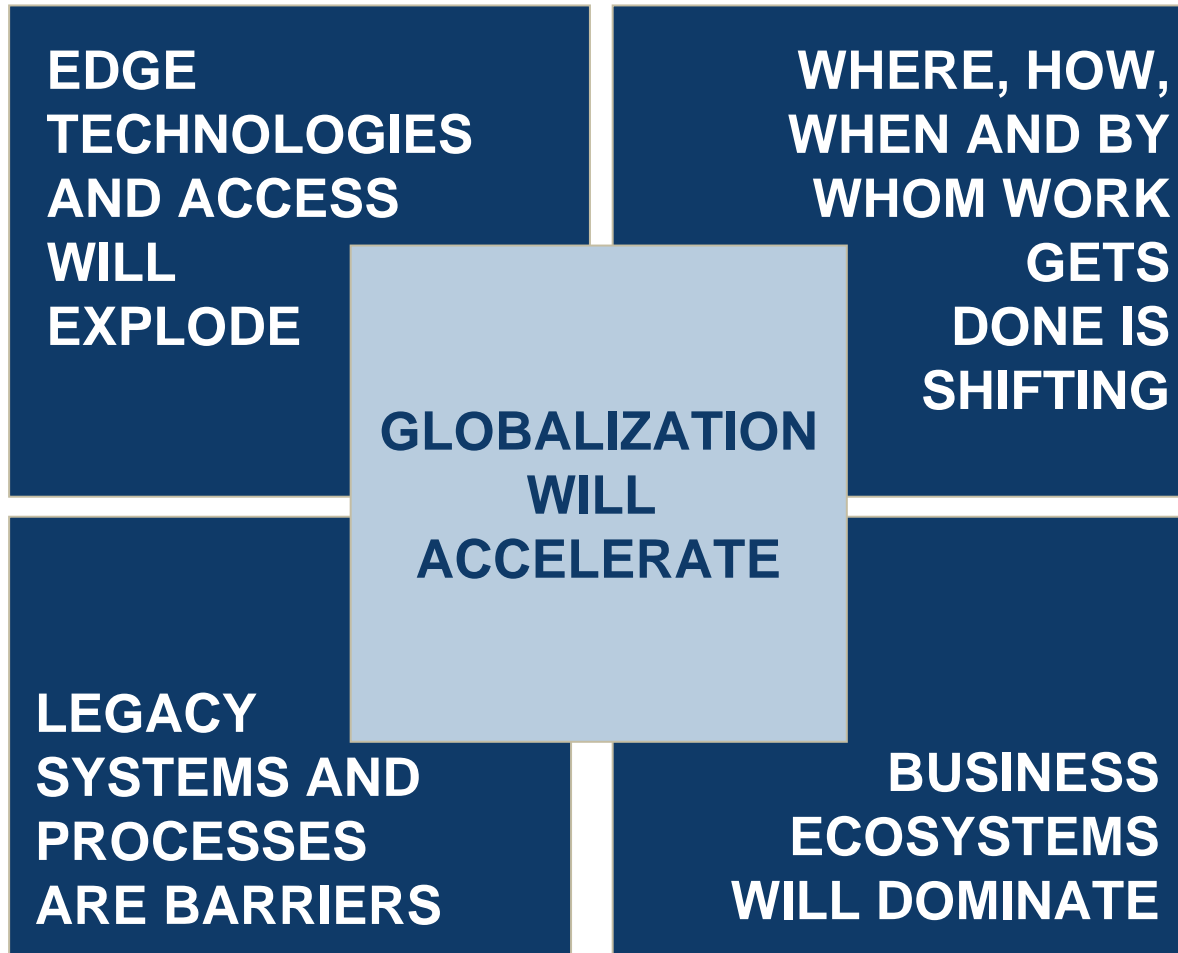 EDGE
TECHNOLOGIES
AND ACCESS
WILL
EXPLODE
WHERE, HOW,
WHEN AND BY
WHOM WORK
GETS
DONE IS
SHIFTING
GLOBALIZATION
WILL
ACCELERATE
LEGACY
SYSTEMS AND
PROCESSES
ARE BARRIERS
BUSINESS
ECOSYSTEMS
WILL DOMINATE